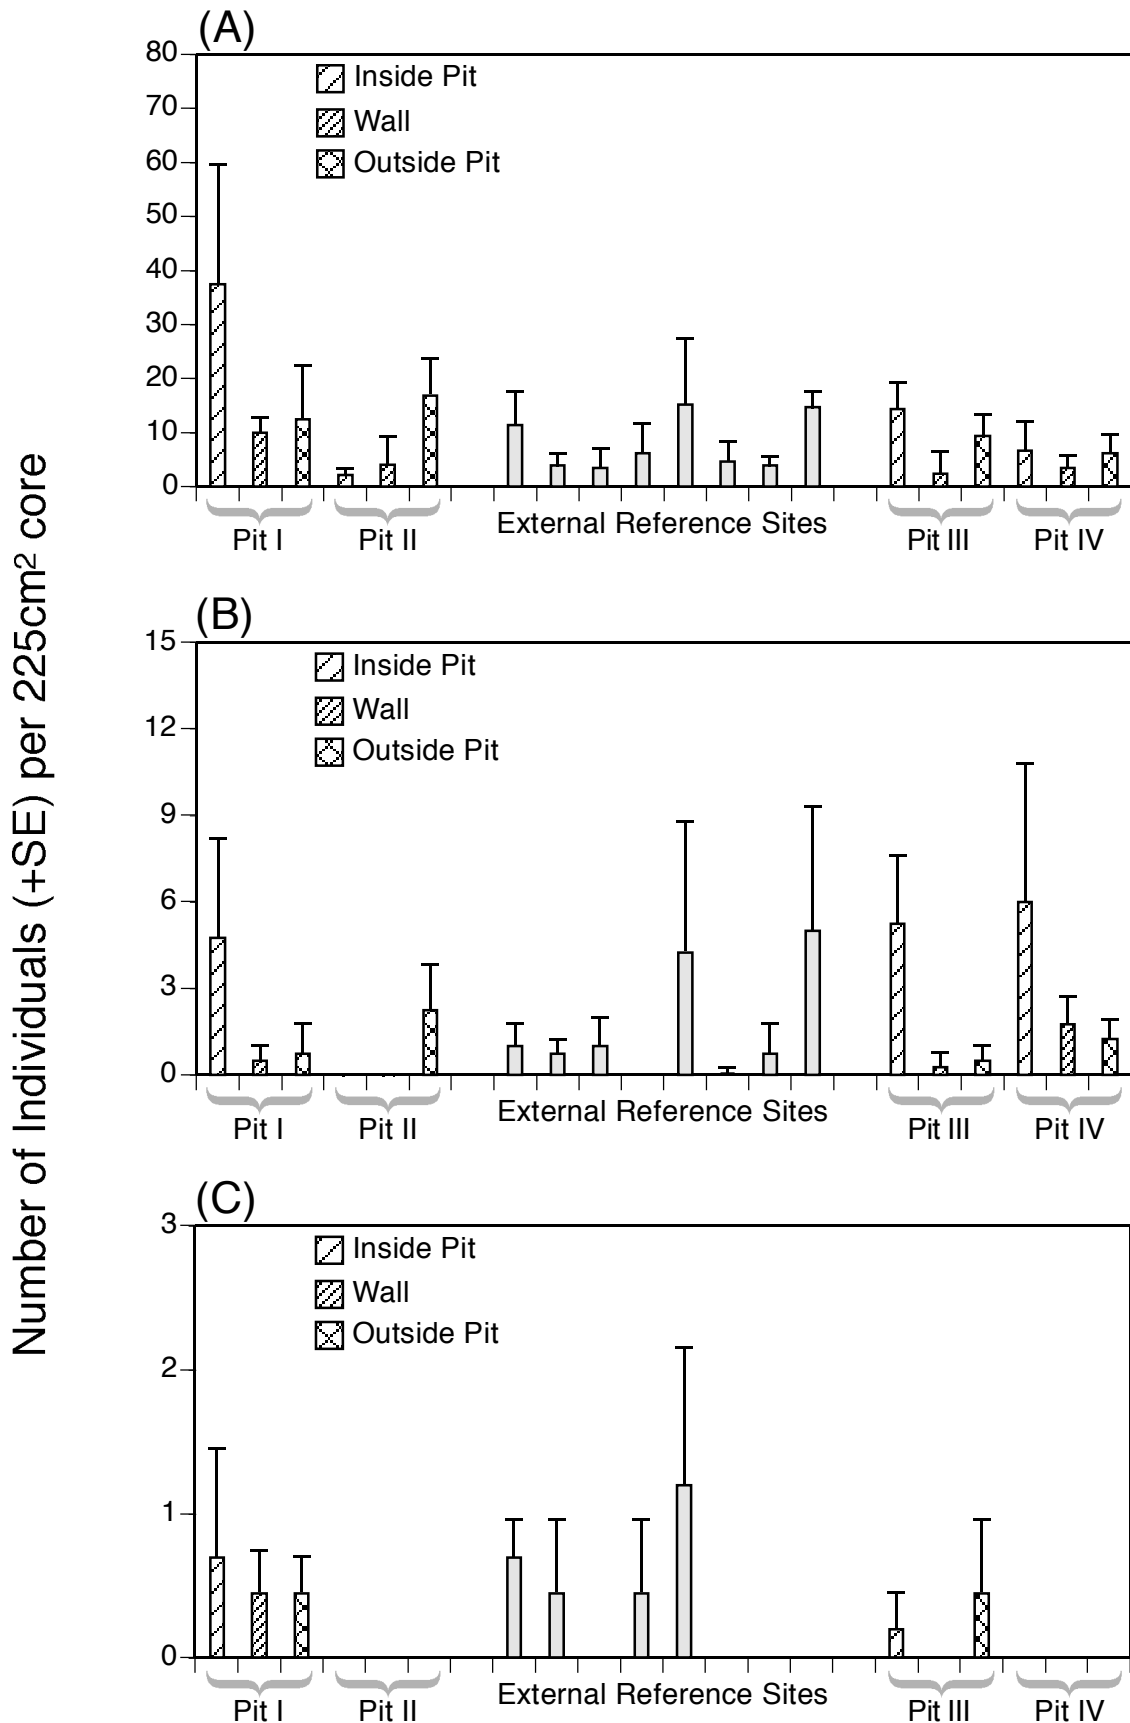 Number of Individuals (+SE) per 225cm² core
(A)
80
70
60
50
40
30
20
10
0
Inside Pit
Wall
Outside Pit
Pit I
Pit II
External Reference Sites
Pit III
Pit IV
(B)
15
12
9
6
3
0
Inside Pit
Wall
Outside Pit
Pit I
Pit II
External Reference Sites
Pit III
Pit IV
(C)
3
2
1
0
Inside Pit
Wall
Outside Pit
Pit I
Pit II
External Reference Sites
Pit III
Pit IV